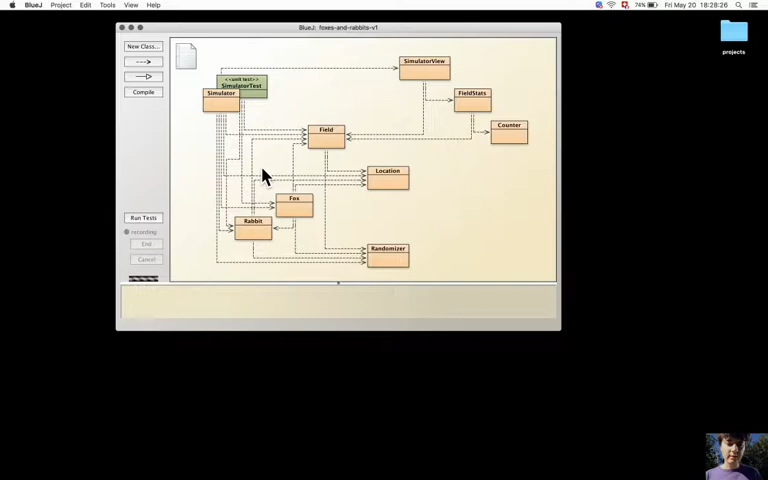 BlueJ Project Edit Tools View Help
74% Fri May 20 18:28:26
BlueJ: foxes-and-rabbits-v1
New Class...
Compile
Run Tests
recording:
End
Cancel
<<unit test>>
SimulatorTest
Simulator
SimulatorView
FieldStats
Counter
Field
Location
Fox
Rabbit
Randomizer
projects